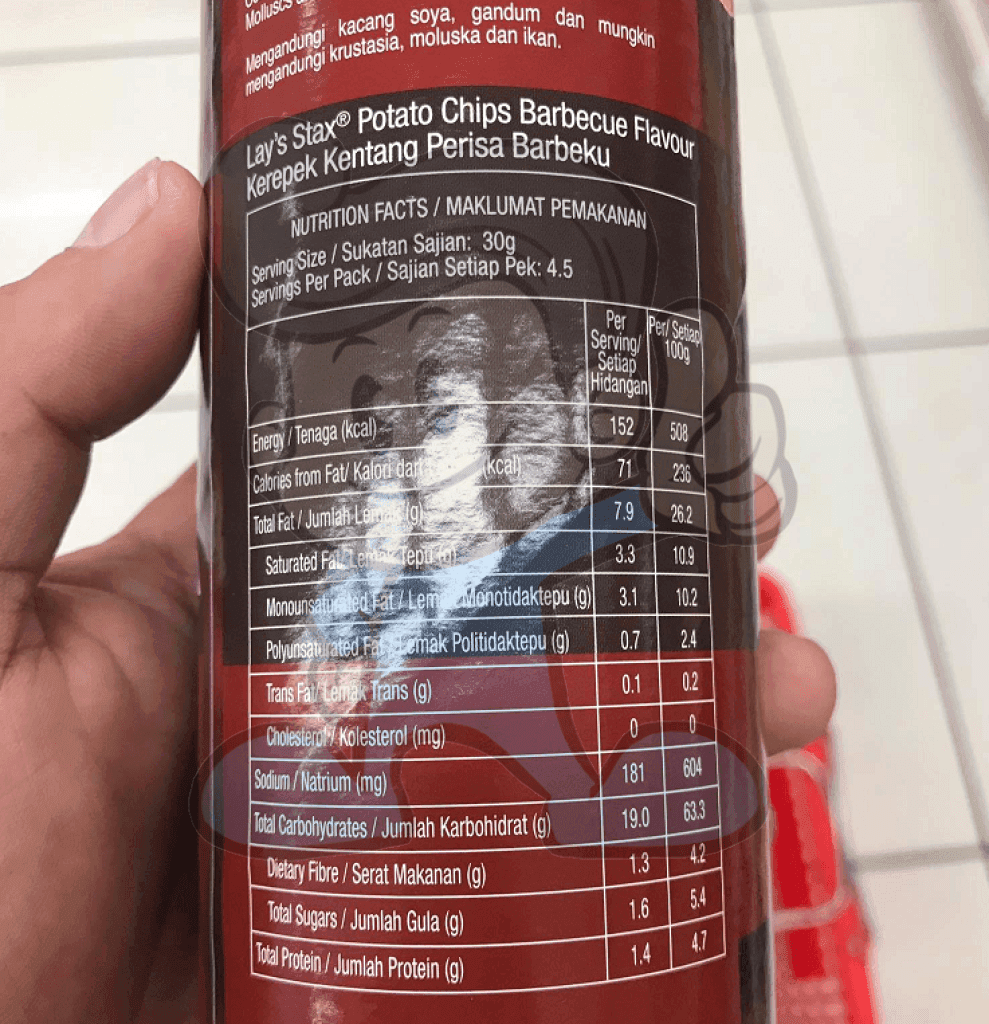 Molluscs
Mengandungi kacang soya, gandum dan mungkin
mengandungi krustasia, moluska dan ikan.
Lay's Stax® Potato Chips Barbecue Flavour
Kerepek Kentang Perisa Barbeku
NUTRITION FACTS / MAKLUMAT PEMAKANAN
Serving Size / Sukatan Sajian: 30g
Servings Per Pack / Sajian Setiap Pek: 4.5
Per Serving/ Setiap Hidangan Per/ Setiap 100g
Energy / Tenaga (kcal) 152 508
Calories from Fat/ Kalori dari (kcal) 71 236
Total Fat / Jumlah Lemak (g) 7.9 26.2
Saturated Fat/ Lemak Tepu (g) 3.3 10.9
Monounsaturated Fat / Lemak Monotidaktepu (g) 3.1 10.2
Polyunsaturated Fat / Lemak Politidaktepu (g) 0.7 2.4
Trans Fat/ Lemak Trans (g) 0.1 0.2
Cholesterol / Kolesterol (mg) 0 0
Sodium / Natrium (mg) 181 604
Total Carbohydrates / Jumlah Karbohidrat (g) 19.0 63.3
Dietary Fibre / Serat Makanan (g) 1.3 4.2
Total Sugars / Jumlah Gula (g) 1.6 5.4
Total Protein / Jumlah Protein (g) 1.4 4.7